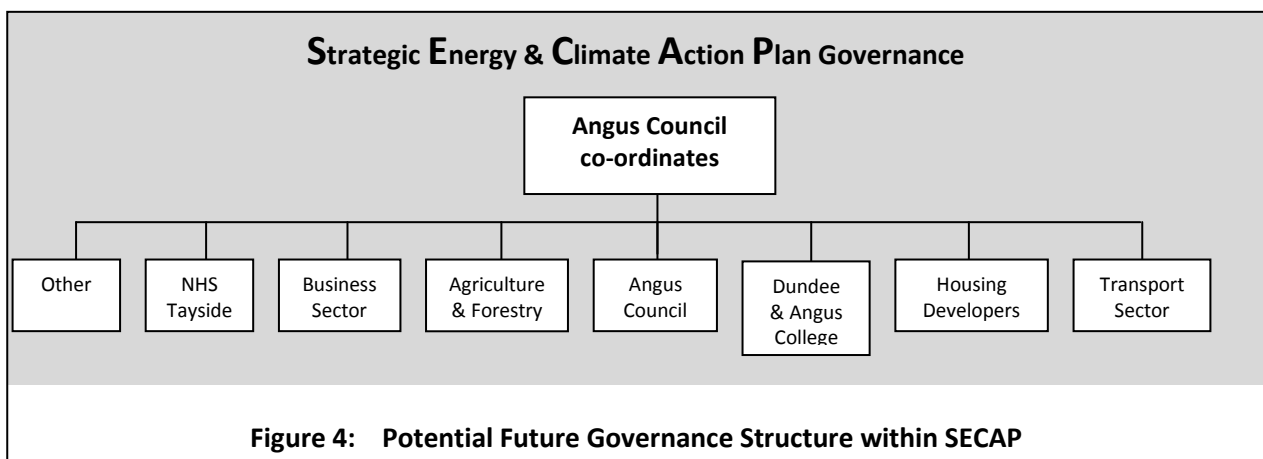 Strategic Energy & Climate Action Plan Governance
Angus Council
co-ordinates
Other
NHS
Tayside
Business
Sector
Agriculture
& Forestry
Angus
Council
Dundee
& Angus
College
Housing
Developers
Transport
Sector
Figure 4: Potential Future Governance Structure within SECAP